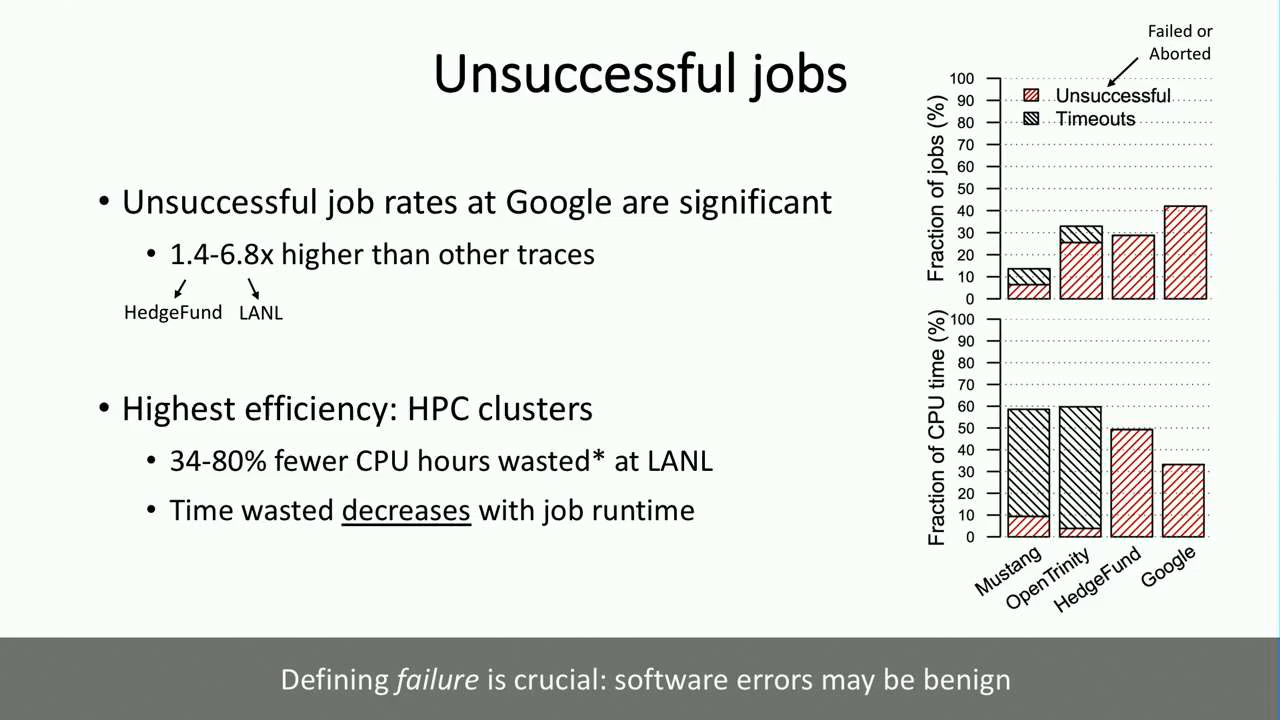 Unsuccessful jobs
• Unsuccessful job rates at Google are significant
• 1.4-6.8x higher than other traces
HedgeFund LANL
• Highest efficiency: HPC clusters
• 34-80% fewer CPU hours wasted* at LANL
• Time wasted decreases with job runtime
Failed or
Aborted
Unsuccessful
Timeouts
Fraction of jobs (%)
100
90
80
70
60
50
40
30
20
10
0
Fraction of CPU time (%)
100
90
80
70
60
50
40
30
20
10
0
Mustang
OpenTrinity
HedgeFund
Google
Defining failure is crucial: software errors may be benign